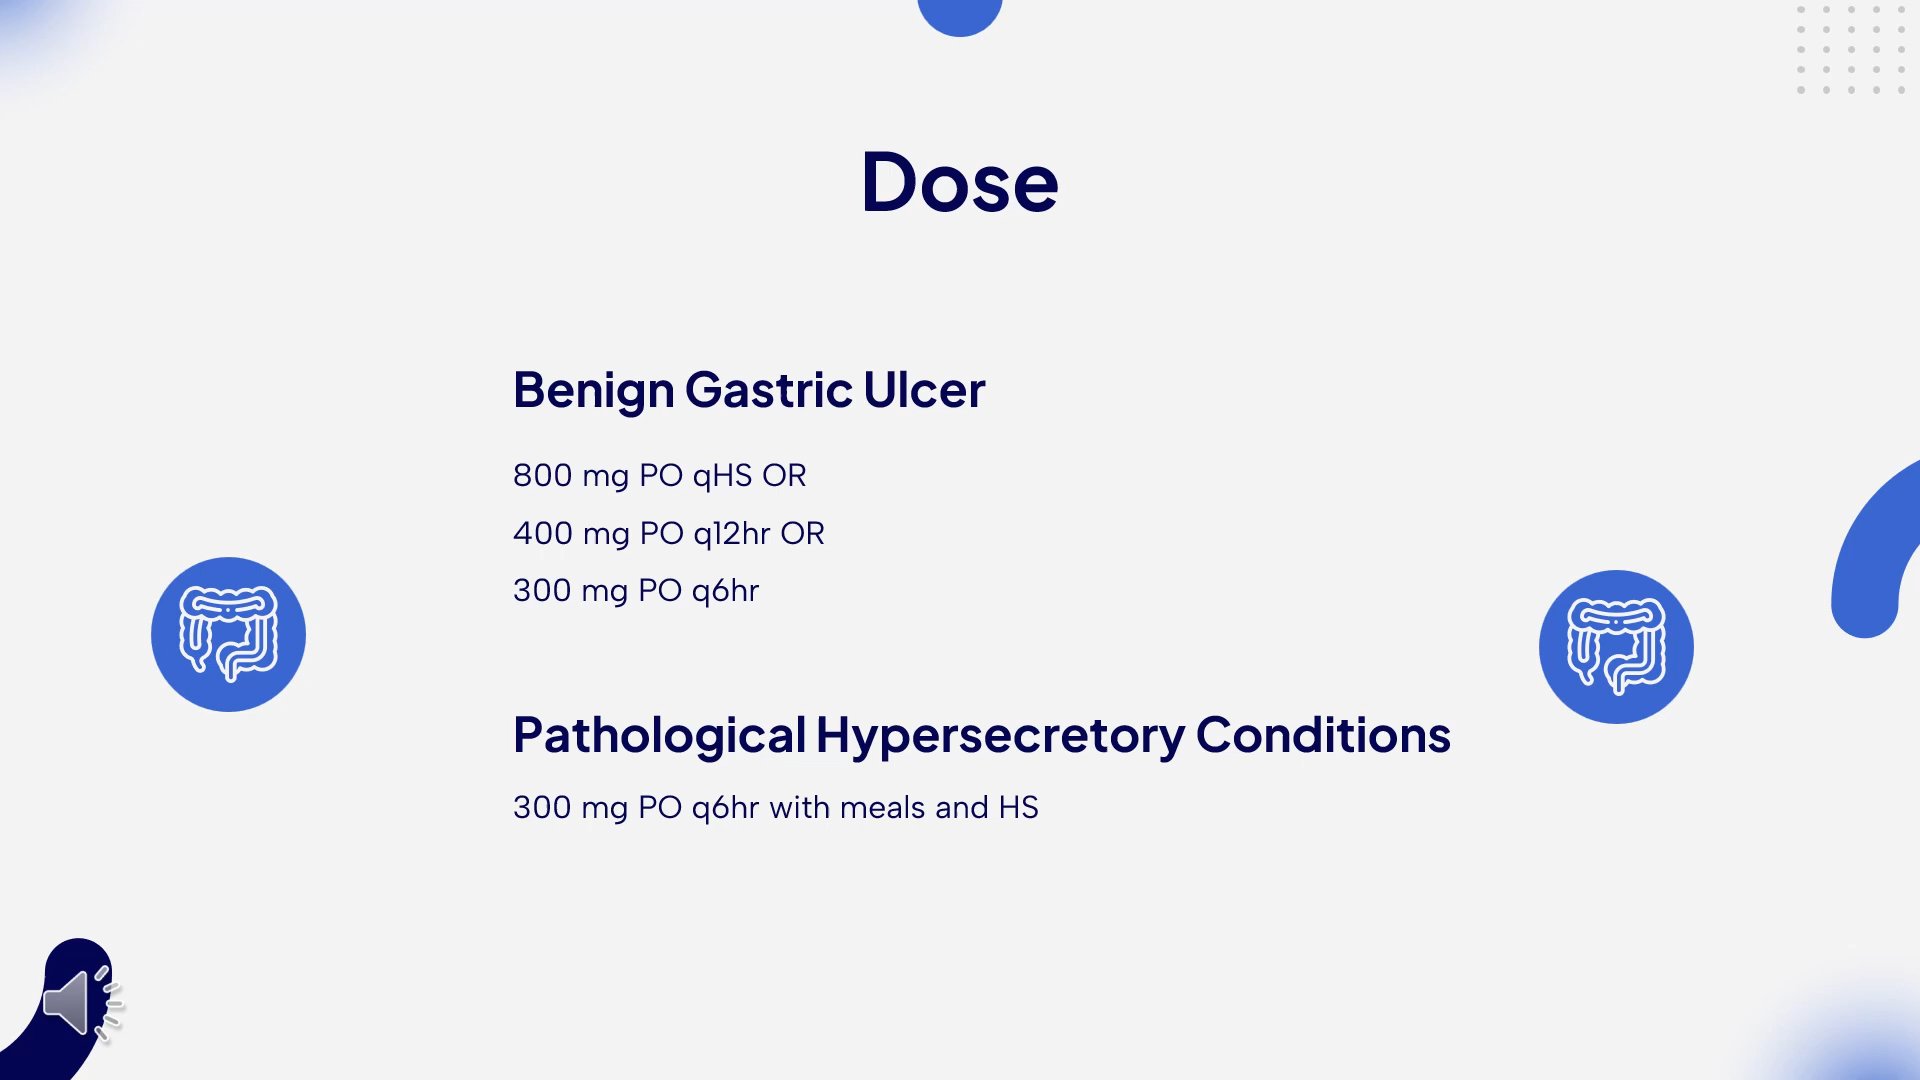 Dose
Benign Gastric Ulcer
800 mg PO qHS OR
400 mg PO q12hr OR
300 mg PO q6hr
Pathological Hypersecretory Conditions
300 mg PO q6hr with meals and HS